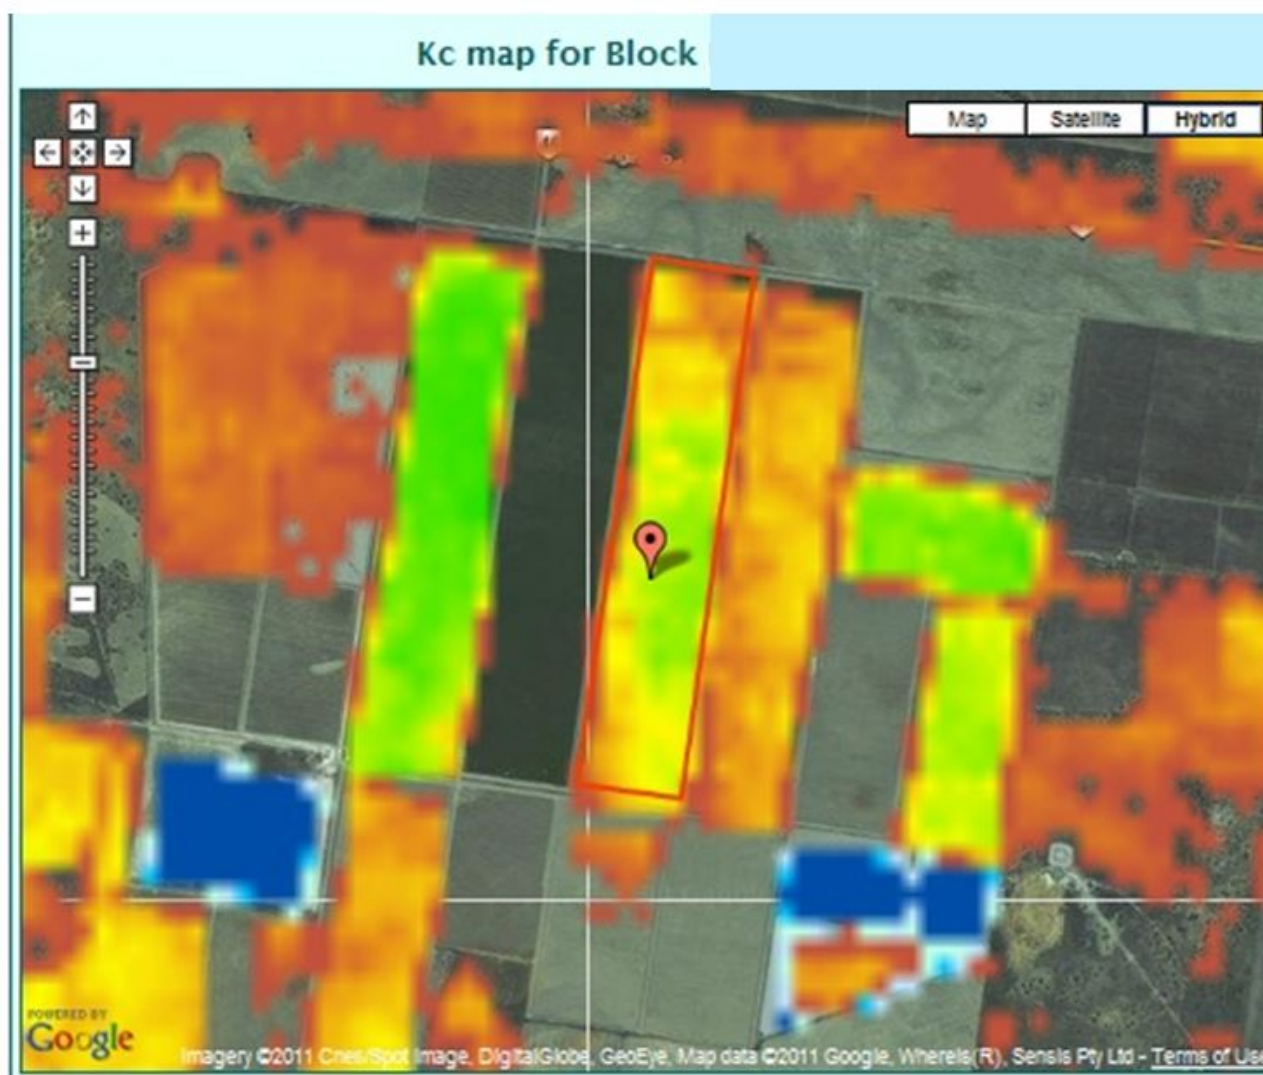 Kc map for Block
Map Satellite Hybrid
POWERED BY
Google
Imagery ©2011 Cnes/Spot Image, DigitalGlobe, GeoEye, Map data ©2011 Google, Whereis(R), Sensis Pty Ltd - Terms of Use